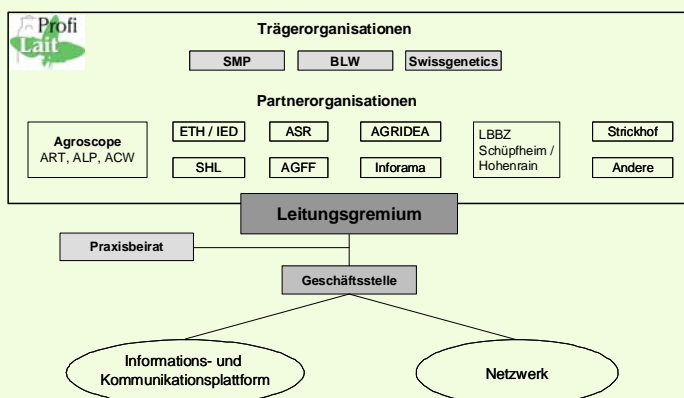 Profi
Lait
Trägerorganisationen
SMP
BLW
Swissgenetics
Partnerorganisationen
Agroscope
ART, ALP, ACW
ETH / IED
ASR
AGRIDEA
LBBZ
Schüpfheim /
Hohenrain
Strickhof
SHL
AGFF
Inforama
Andere
Leitungsgremium
Praxisbeirat
Geschäftsstelle
Informations- und
Kommunikationsplattform
Netzwerk